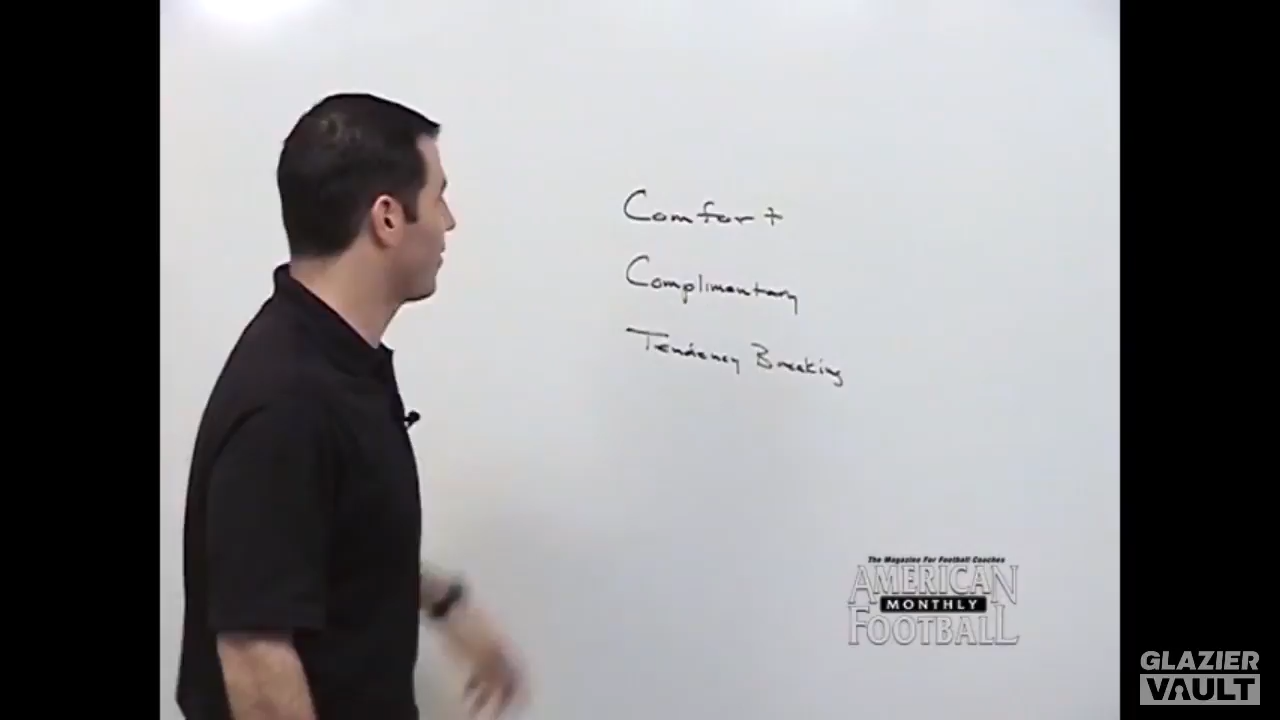 Comfort
Complimentary
Tendency Breaking
The Magazine For Football Coaches
AMERICAN
MONTHLY
FOOTBALL
GLAZIER
VAULT